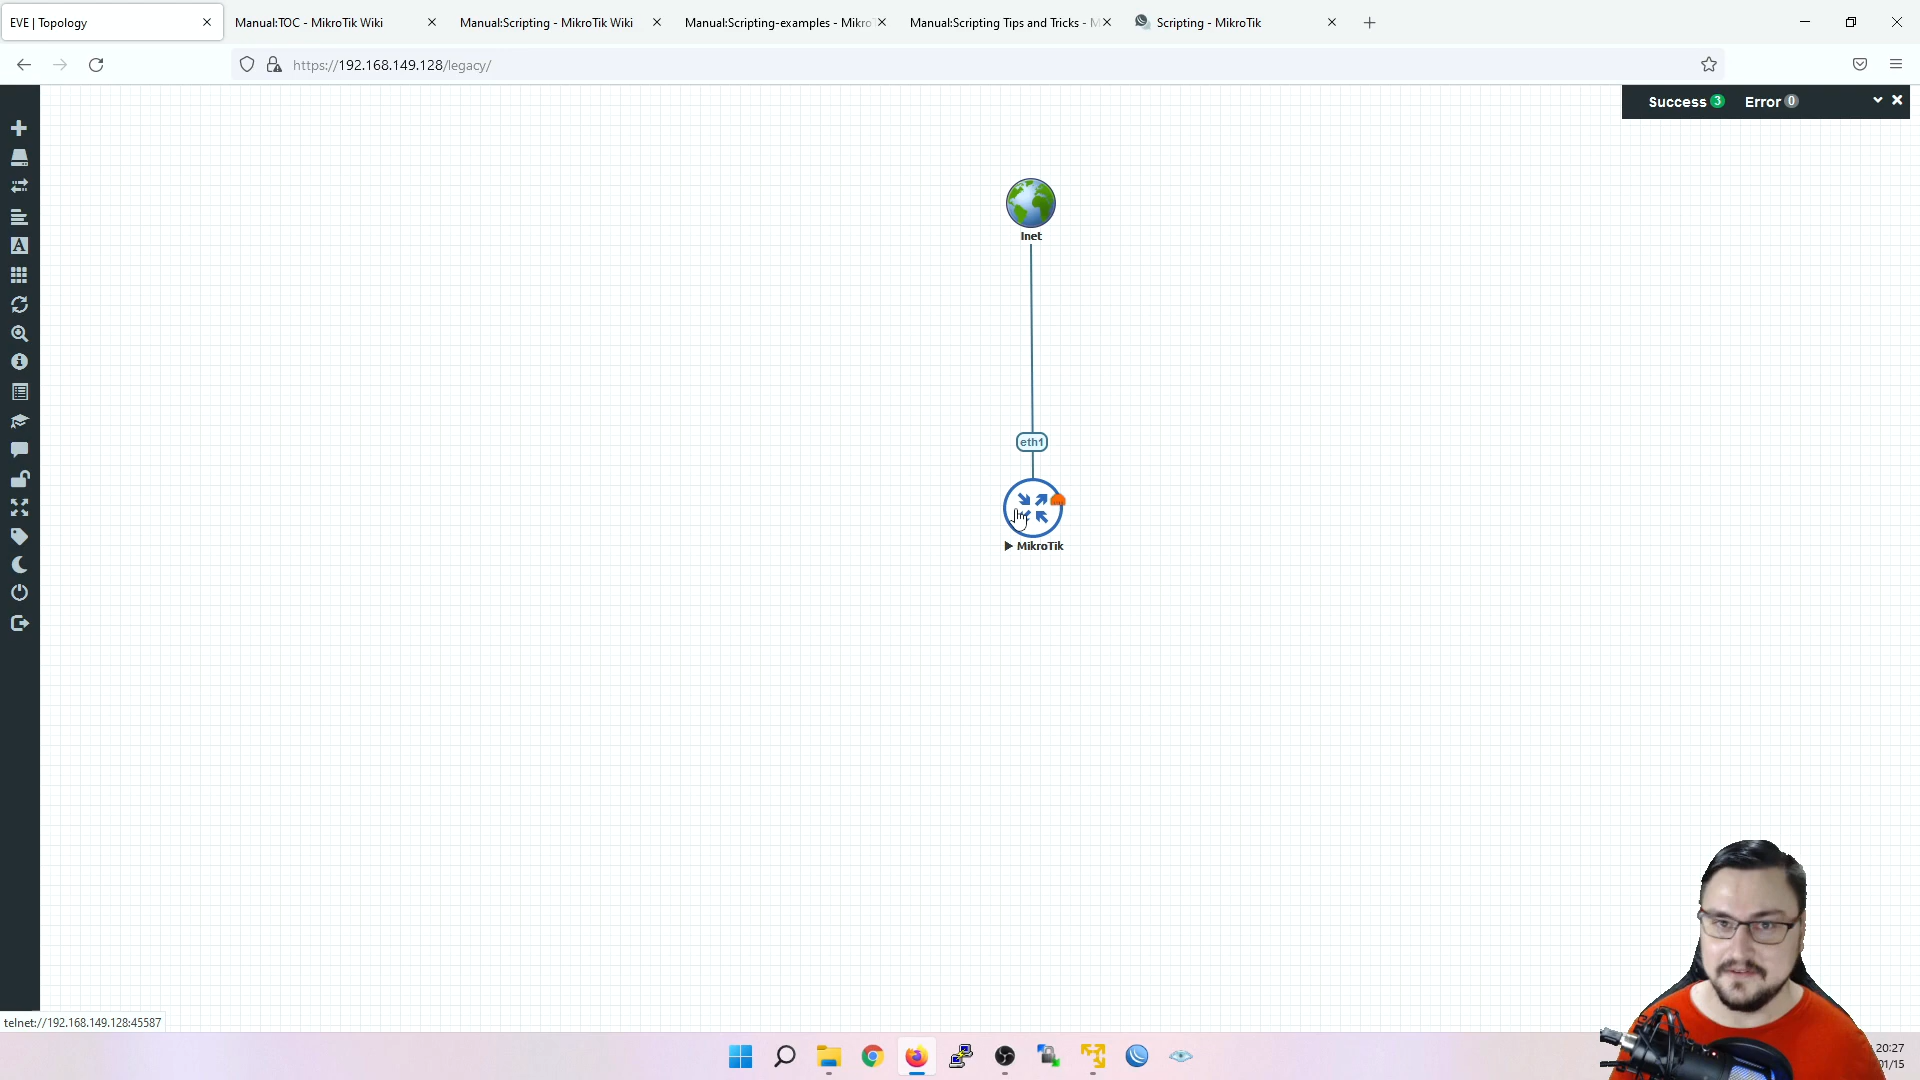 EVE | Topology
Manual:TOC - MikroTik Wiki
Manual:Scripting - MikroTik Wiki
Manual:Scripting-examples - Mikro
Manual:Scripting Tips and Tricks - M
Scripting - MikroTik
https://192.168.149.128/legacy/
Success 3 Error 0
Inet
eth1
MikroTik
telnet://192.168.149.128:45587
20:27
01/15